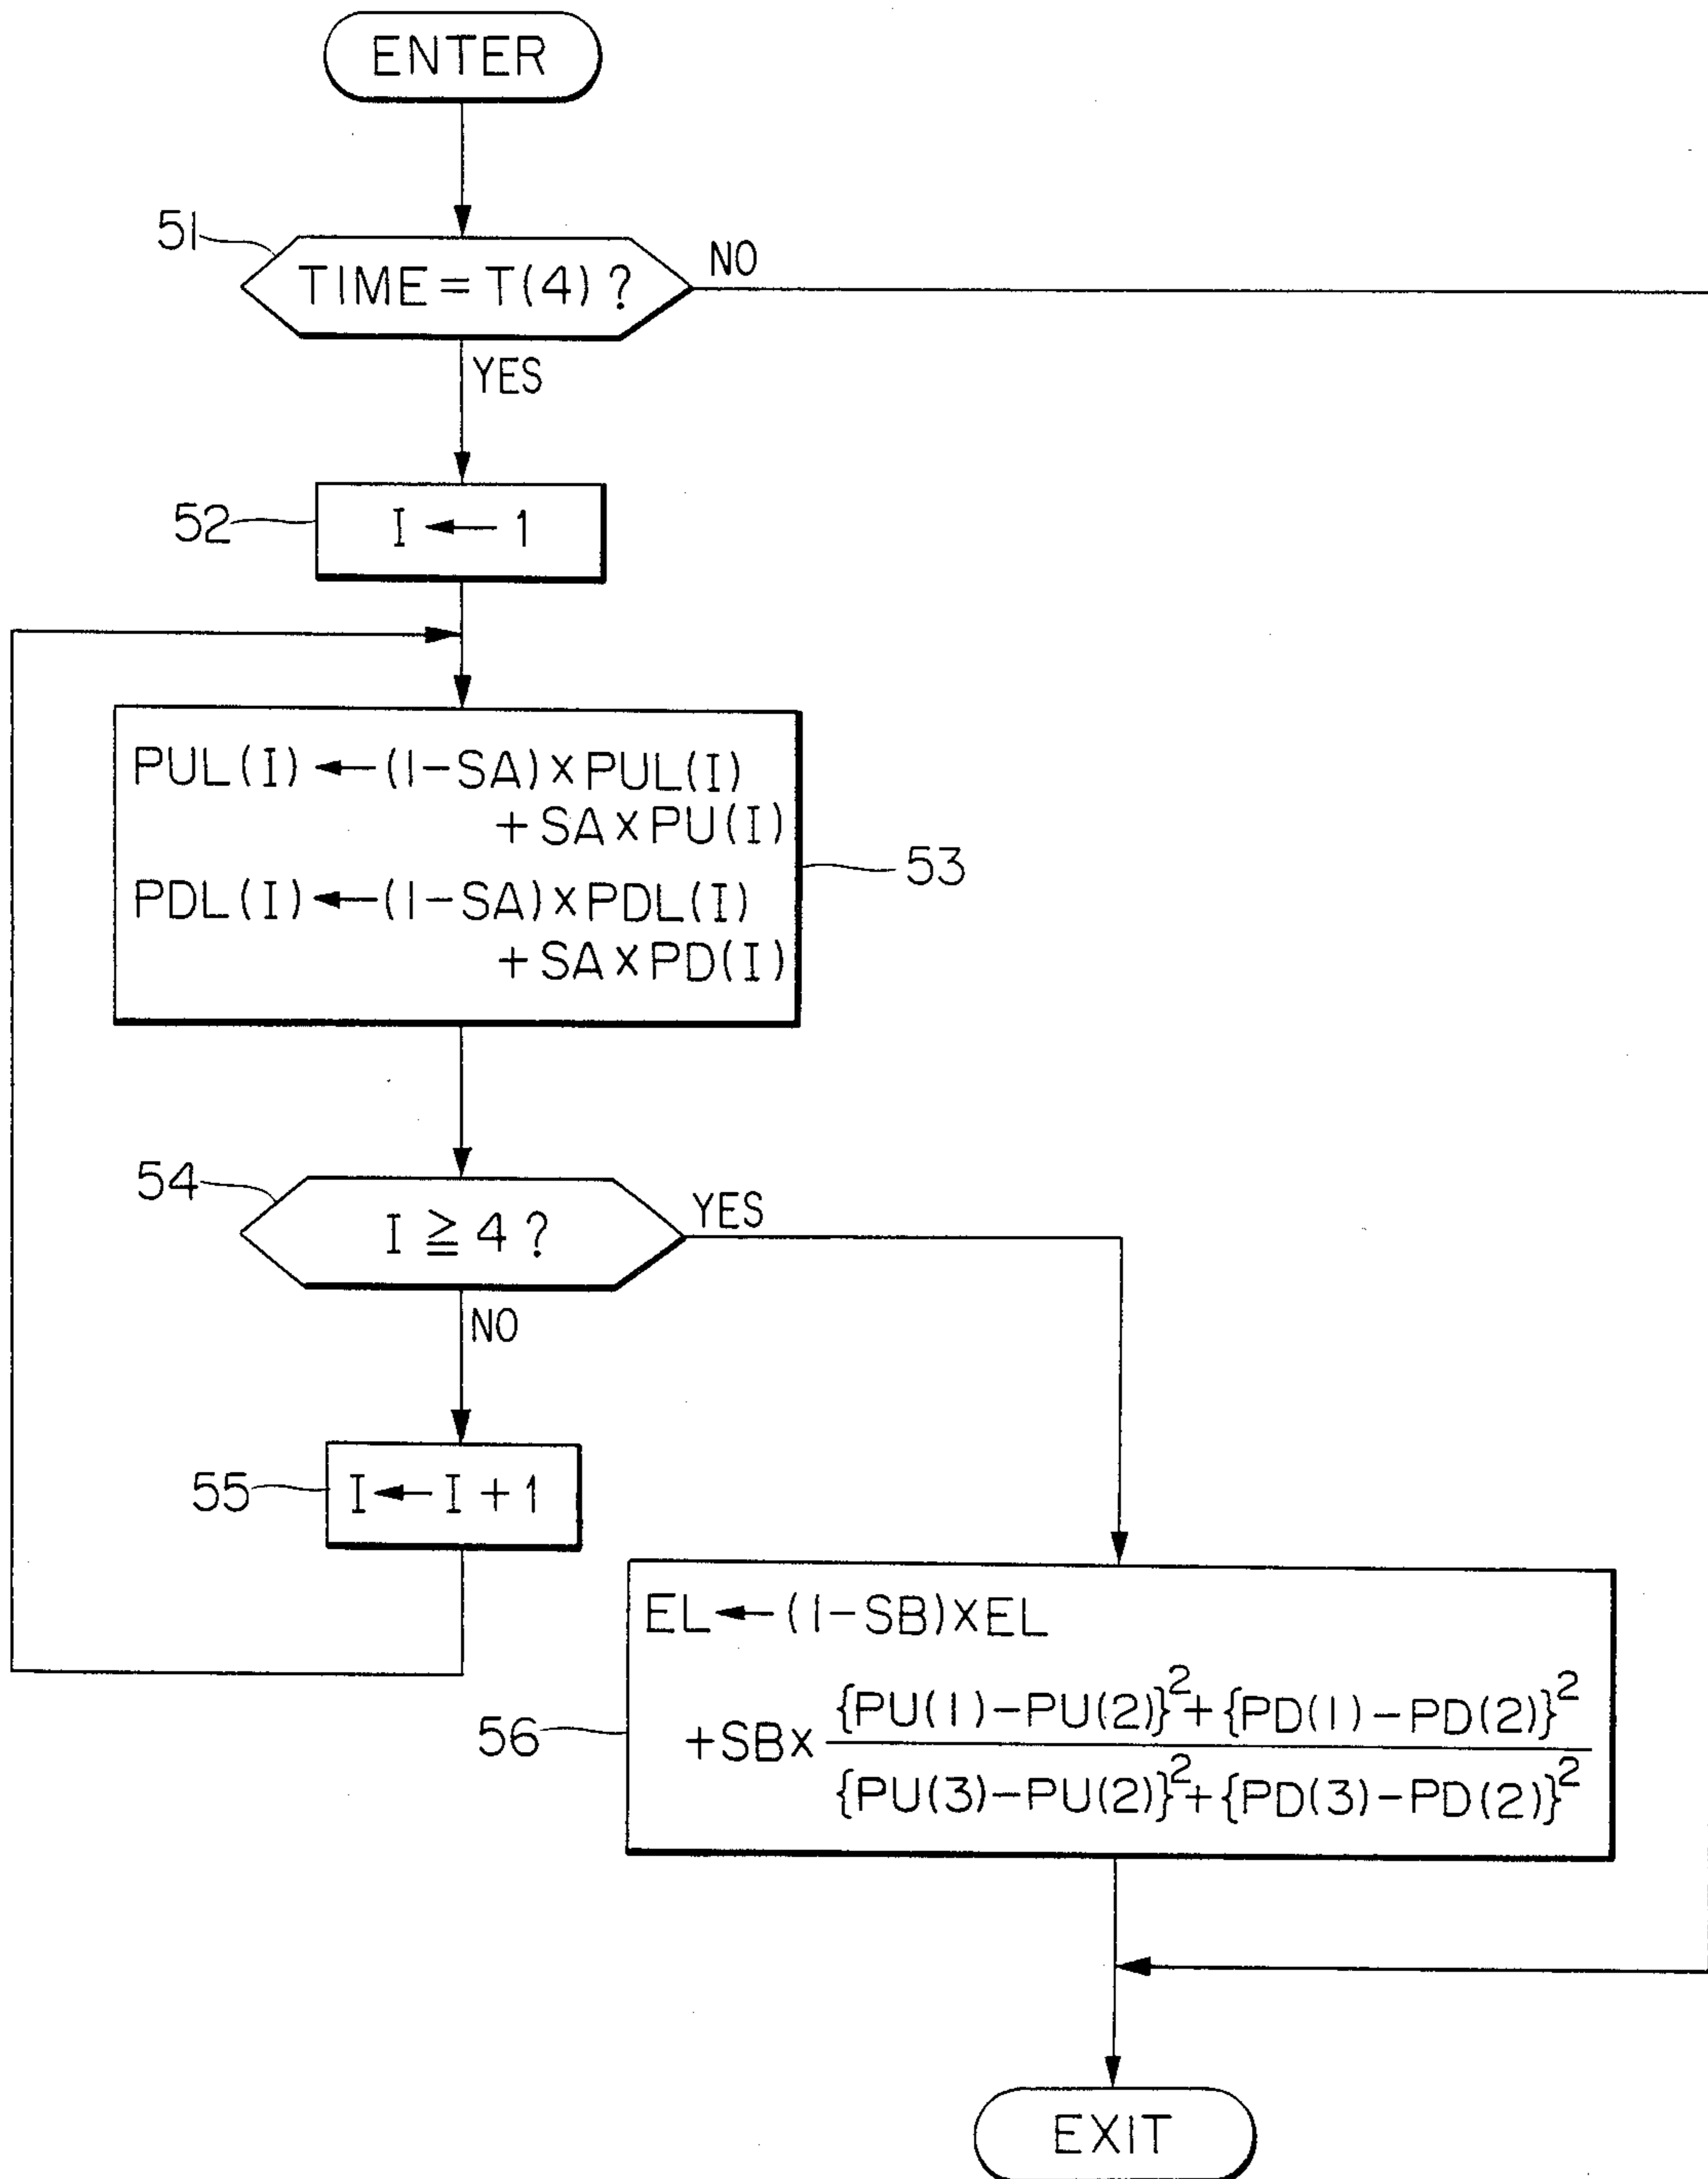 ENTER
51
TIME = T(4) ?
NO
YES
52
I ← 1
PUL(I) ← (1-SA) × PUL(I)
+ SA × PU(I)
PDL(I) ← (1-SA) × PDL(I)
+ SA × PD(I)
53
54
I ≧ 4 ?
YES
NO
55
I ← I + 1
EL ← (1-SB) × EL
56
+SB× {PU(1)-PU(2)}²+{PD(1)-PD(2)}²
{PU(3)-PU(2)}²+{PD(3)-PD(2)}²
EXIT